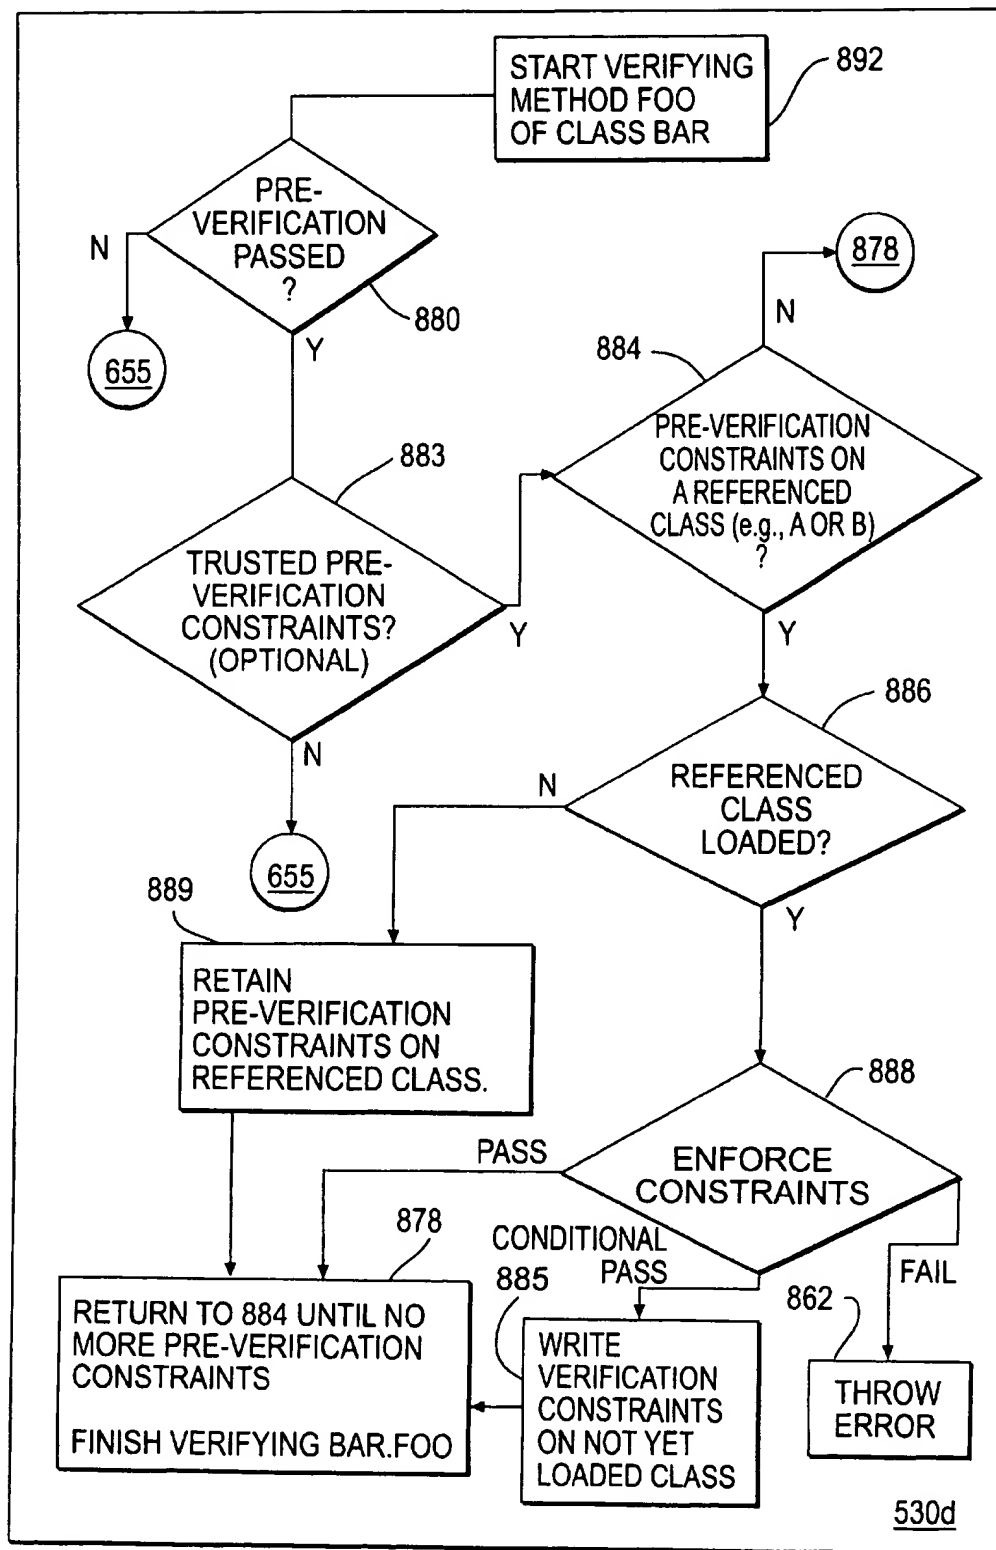 START VERIFYING
METHOD FOO
OF CLASS BAR
892
PRE-
VERIFICATION
PASSED
?
880
N
655
Y
878
N
884
PRE-VERIFICATION
CONSTRAINTS ON
A REFERENCED
CLASS (e.g., A OR B)
?
883
TRUSTED PRE-
VERIFICATION
CONSTRAINTS?
(OPTIONAL)
Y
N
655
Y
886
REFERENCED
CLASS
LOADED?
N
Y
889
RETAIN
PRE-VERIFICATION
CONSTRAINTS ON
REFERENCED CLASS.
888
ENFORCE
CONSTRAINTS
PASS
CONDITIONAL
PASS
FAIL
878
RETURN TO 884 UNTIL NO
MORE PRE-VERIFICATION
CONSTRAINTS
FINISH VERIFYING BAR.FOO
885
WRITE
VERIFICATION
CONSTRAINTS
ON NOT YET
LOADED CLASS
862
THROW
ERROR
530d